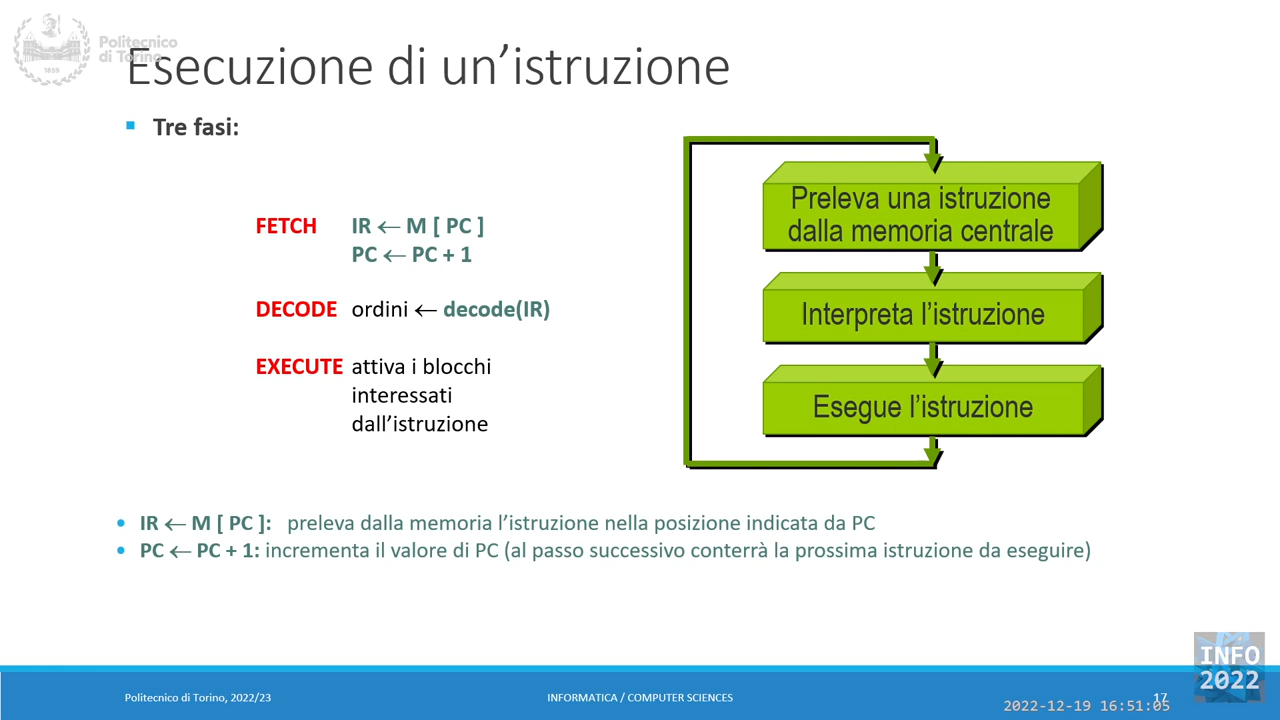 Politecnico
di Torino
1859
Esecuzione di un’istruzione
Tre fasi:
FETCH IR ← M [ PC ]
PC ← PC + 1
DECODE ordini ← decode(IR)
EXECUTE attiva i blocchi
interessati
dall’istruzione
Preleva una istruzione
dalla memoria centrale
Interpreta l’istruzione
Esegue l’istruzione
• IR ← M [ PC ]: preleva dalla memoria l’istruzione nella posizione indicata da PC
• PC ← PC + 1: incrementa il valore di PC (al passo successivo conterrà la prossima istruzione da eseguire)
INFO
2022
Politecnico di Torino, 2022/23
INFORMATICA / COMPUTER SCIENCES
17
2022-12-19 16:51:05